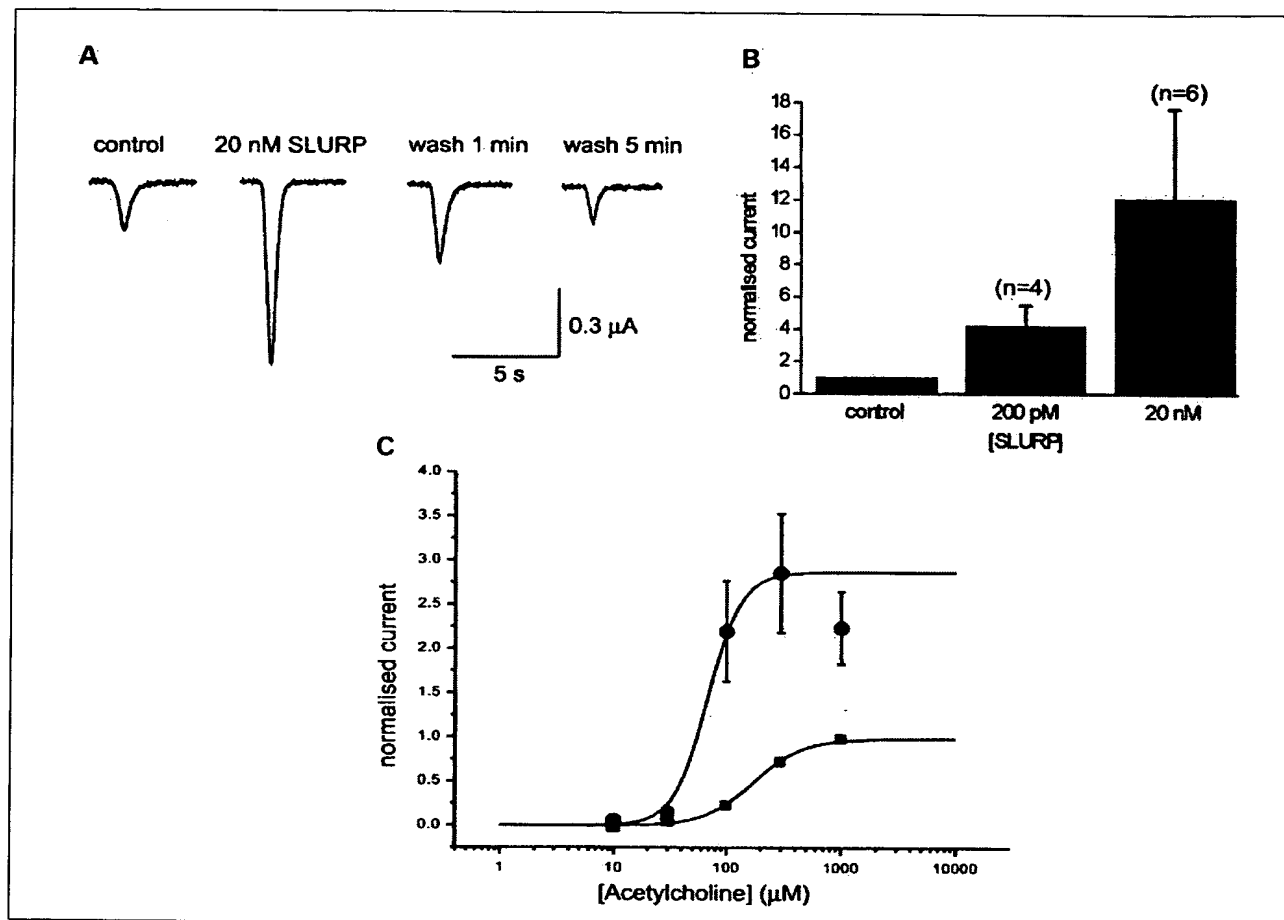 A
control 20 nM SLURP wash 1 min wash 5 min
0.3 µA
5 s
B
normalised current
18
16
14
12
10
8
6
4
2
0
(n=4)
(n=6)
control 200 pM 20 nM
[SLURP]
C
normalised current
4.0
3.5
3.0
2.5
2.0
1.5
1.0
0.5
0.0
1 10 100 1000 10000
[Acetylcholine] (µM)